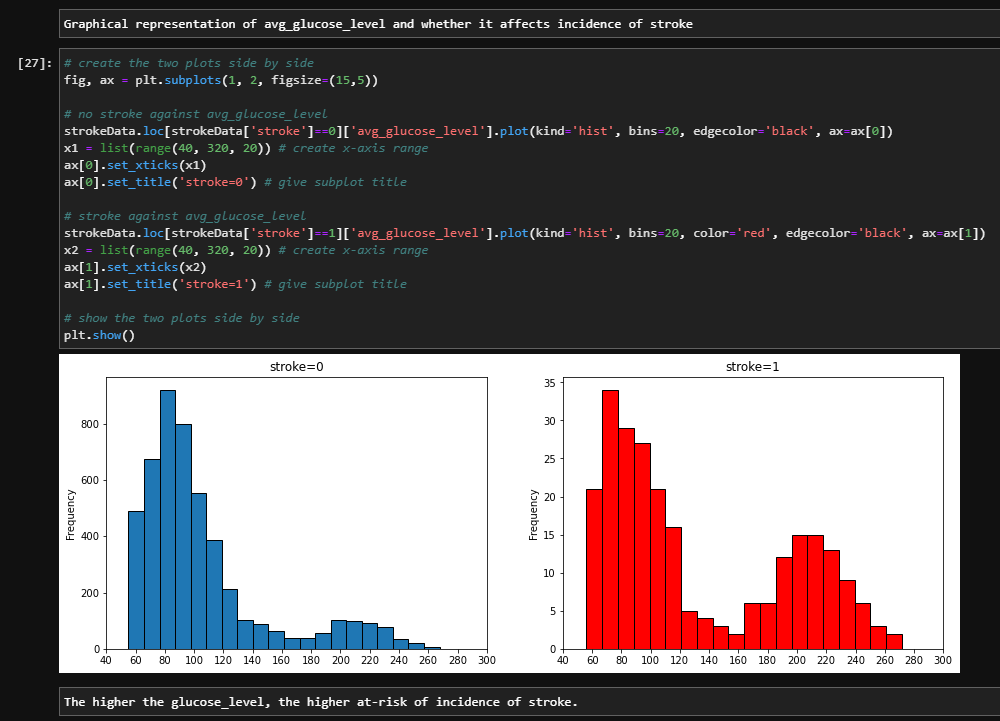 Graphical representation of avg_glucose_level and whether it affects incidence of stroke
[27]:
# create the two plots side by side
fig, ax = plt.subplots(1, 2, figsize=(15,5))
# no stroke against avg_glucose_level
strokeData.loc[strokeData['stroke']==0]['avg_glucose_level'].plot(kind='hist', bins=20, edgecolor='black', ax=ax[0])
x1 = list(range(40, 320, 20)) # create x-axis range
ax[0].set_xticks(x1)
ax[0].set_title('stroke=0') # give subplot title
# stroke against avg_glucose_level
strokeData.loc[strokeData['stroke']==1]['avg_glucose_level'].plot(kind='hist', bins=20, color='red', edgecolor='black', ax=ax[1])
x2 = list(range(40, 320, 20)) # create x-axis range
ax[1].set_xticks(x2)
ax[1].set_title('stroke=1') # give subplot title
# show the two plots side by side
plt.show()
stroke=0
800
600
400
200
0
Frequency
40 60 80 100 120 140 160 180 200 220 240 260 280 300
stroke=1
35
30
25
20
15
10
5
0
Frequency
40 60 80 100 120 140 160 180 200 220 240 260 280 300
The higher the glucose_level, the higher at-risk of incidence of stroke.